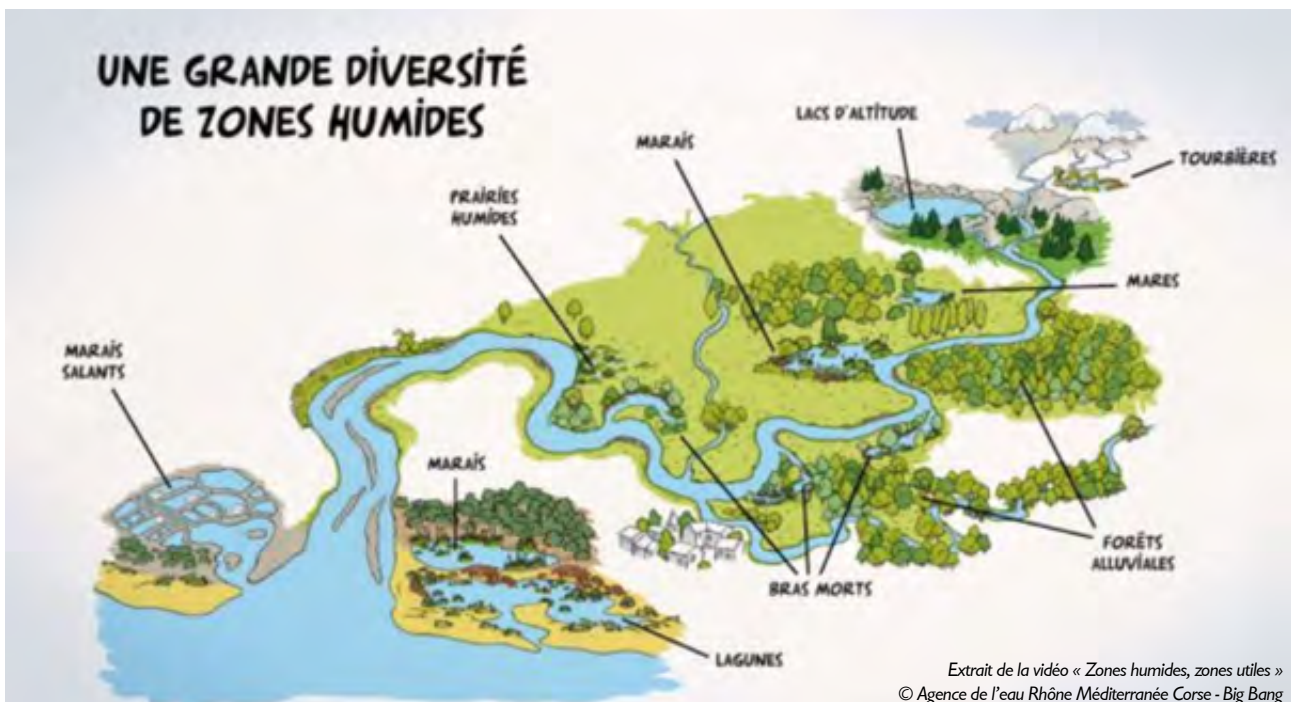 UNE GRANDE DIVERSITÉ
DE ZONES HUMIDES
LACS D'ALTITUDE
MARAIS
TOURBIÈRES
PRAIRIES
HUMIDES
MARES
MARAIS
SALANTS
MARAIS
FORÊTS
ALLUVIALES
BRAS MORTS
LAGUNES
Extrait de la vidéo « Zones humides, zones utiles »
© Agence de l'eau Rhône Méditerranée Corse - Big Bang